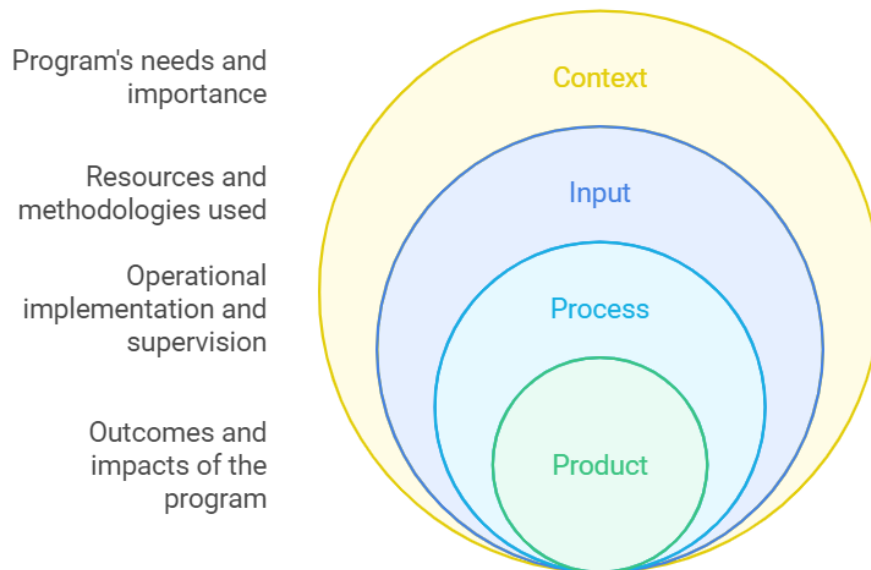 Program's needs and
importance
Context
Resources and
methodologies used
Input
Operational
implementation and
supervision
Process
Outcomes and
impacts of the
program
Product